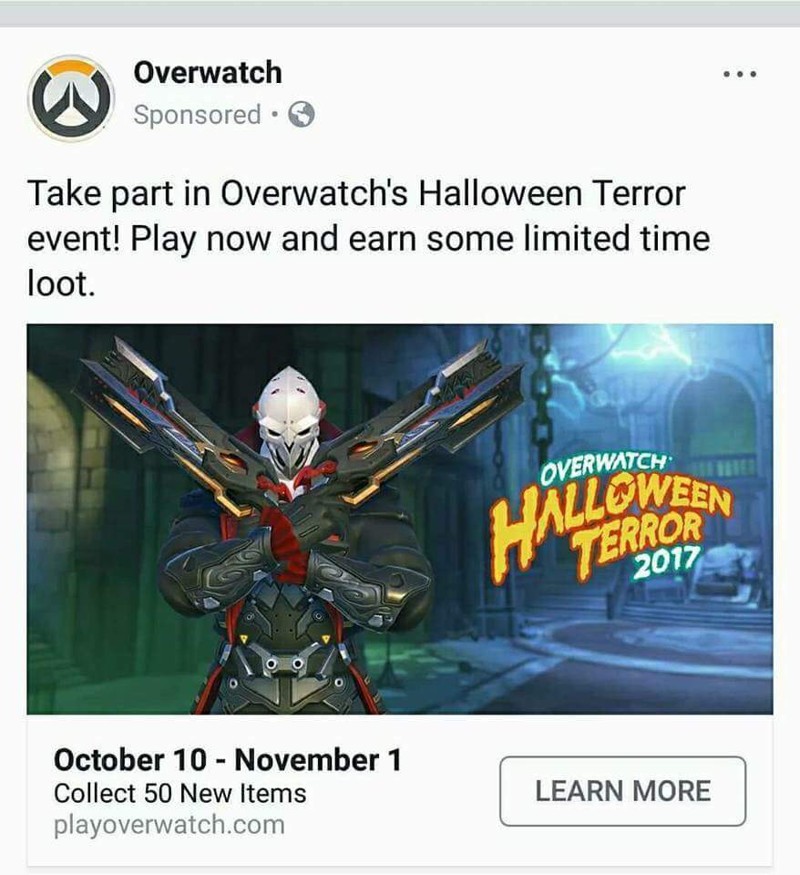 Overwatch
Sponsored ·
Take part in Overwatch's Halloween Terror
event! Play now and earn some limited time
loot.
OVERWATCH
HALLOWEEN
TERROR
2017
October 10 - November 1
Collect 50 New Items
playoverwatch.com
LEARN MORE